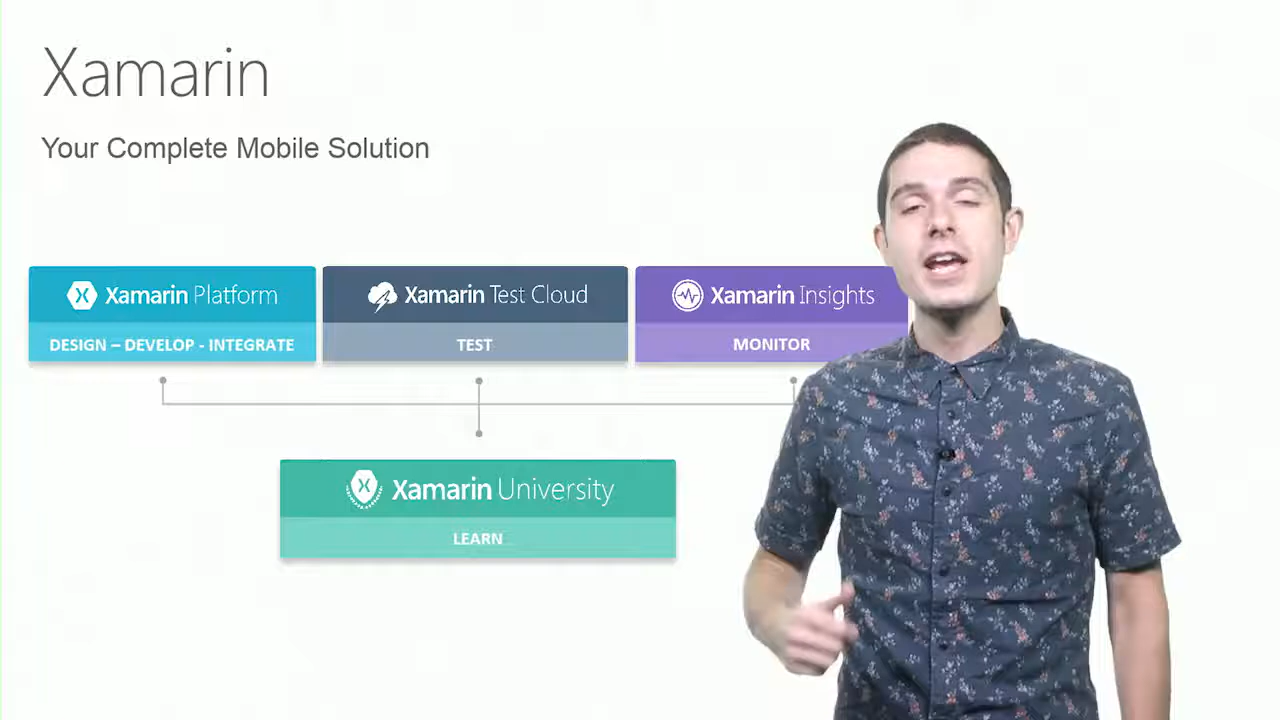 Xamarin
Your Complete Mobile Solution
Xamarin Platform
DESIGN – DEVELOP - INTEGRATE
Xamarin Test Cloud
TEST
Xamarin Insights
MONITOR
Xamarin University
LEARN